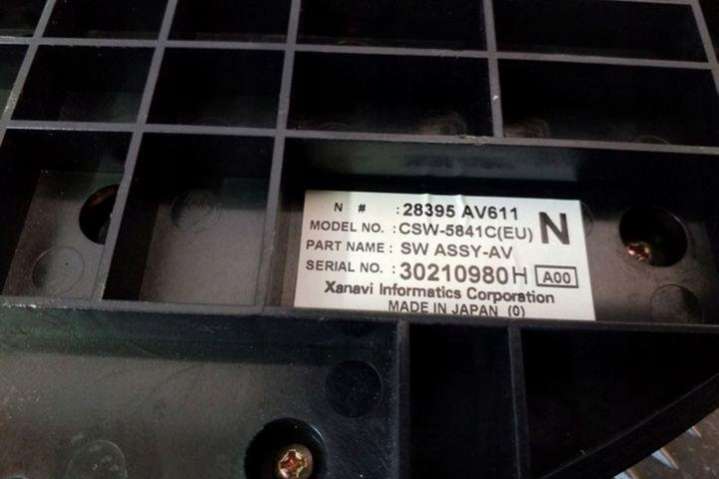 N # : 28395 AV611
MODEL NO. : CSW-5841C(EU) N
PART NAME : SW ASSY-AV
SERIAL NO. : 30210980H A00
Xanavi Informatics Corporation
MADE IN JAPAN (0)